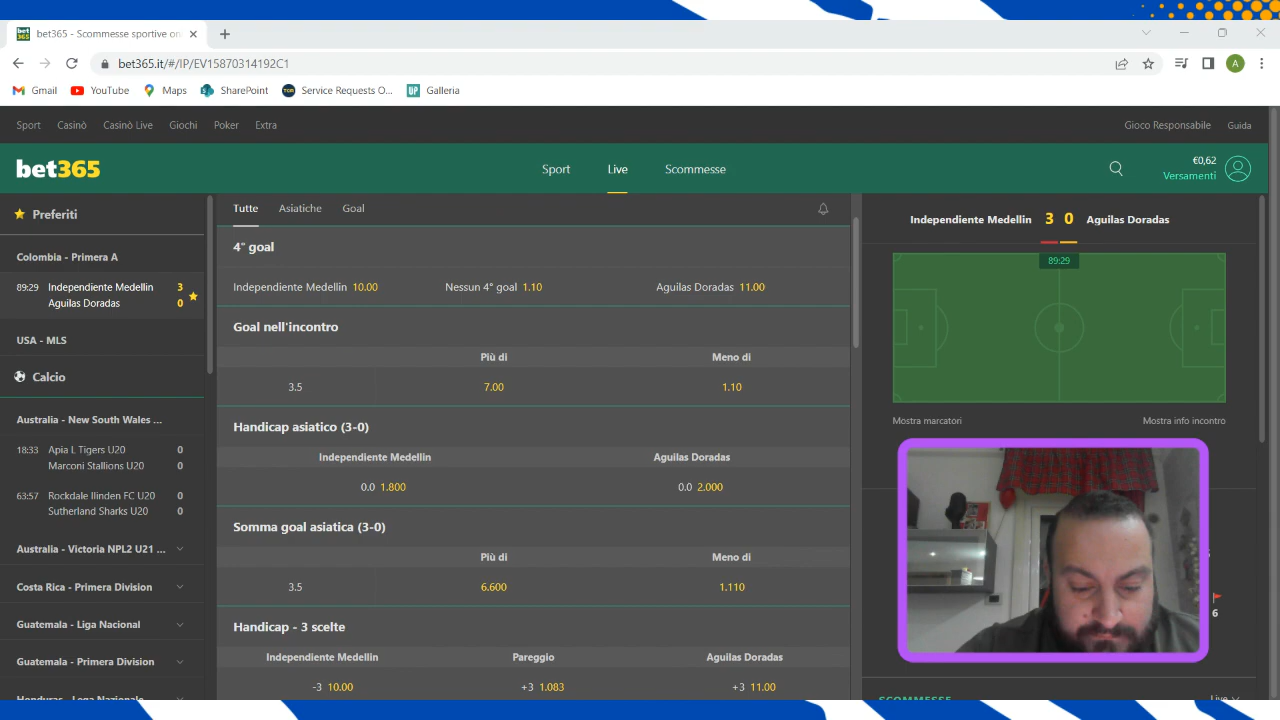 bet365 - Scommesse sportive on
bet365.it/#/IP/EV15870314192C1
A
Gmail YouTube Maps SharePoint Service Requests O... Galleria
Sport Casinò Casinò Live Giochi Poker Extra Gioco Responsabile Guida
bet365 Sport Live Scommesse €0,62
Versamenti
Preferiti
Colombia - Primera A
89:29 Independiente Medellin 3
Aguilas Doradas 0
USA - MLS
Calcio
Australia - New South Wales ...
18:33 Apia L Tigers U20 0
Marconi Stallions U20 0
63:57 Rockdale Ilinden FC U20 0
Sutherland Sharks U20 0
Australia - Victoria NPL2 U21 ...
Costa Rica - Primera Division
Guatemala - Liga Nacional
Guatemala - Primera Division
Tutte Asiatiche Goal
4° goal
Independiente Medellin 10.00 Nessun 4° goal 1.10 Aguilas Doradas 11.00
Goal nell'incontro
Più di Meno di
3.5 7.00 1.10
Handicap asiatico (3-0)
Independiente Medellin Aguilas Doradas
0.0 1.800 0.0 2.000
Somma goal asiatica (3-0)
Più di Meno di
3.5 6.600 1.110
Handicap - 3 scelte
Independiente Medellin Pareggio Aguilas Doradas
-3 10.00 +3 1.083 +3 11.00
Independiente Medellin 3 0 Aguilas Doradas
89:29
Mostra marcatori Mostra info incontro
6
Live